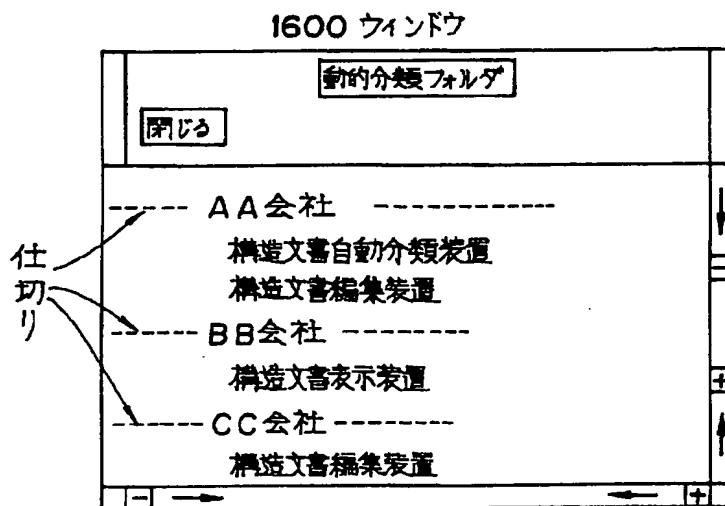 1600 ウィンドウ
動的分類フォルダ
閉じる
仕切り
------ AA会社 --------------
構造文書自動分類装置
構造文書編集装置
------ BB会社 ----------
構造文書表示装置
------- CC会社 ---------
構造文書編集装置
+
- +